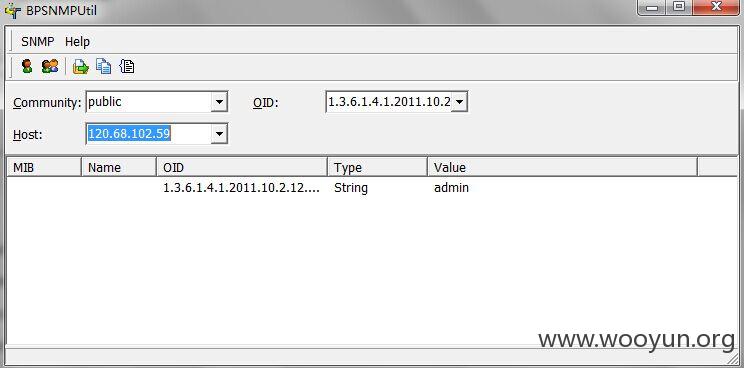 BPSNMPUtil
SNMP Help
Community: public OID: 1.3.6.1.4.1.2011.10.2
Host: 120.68.102.59
MIB Name OID Type Value
1.3.6.1.4.1.2011.10.2.12.... String admin
www.wooyun.org